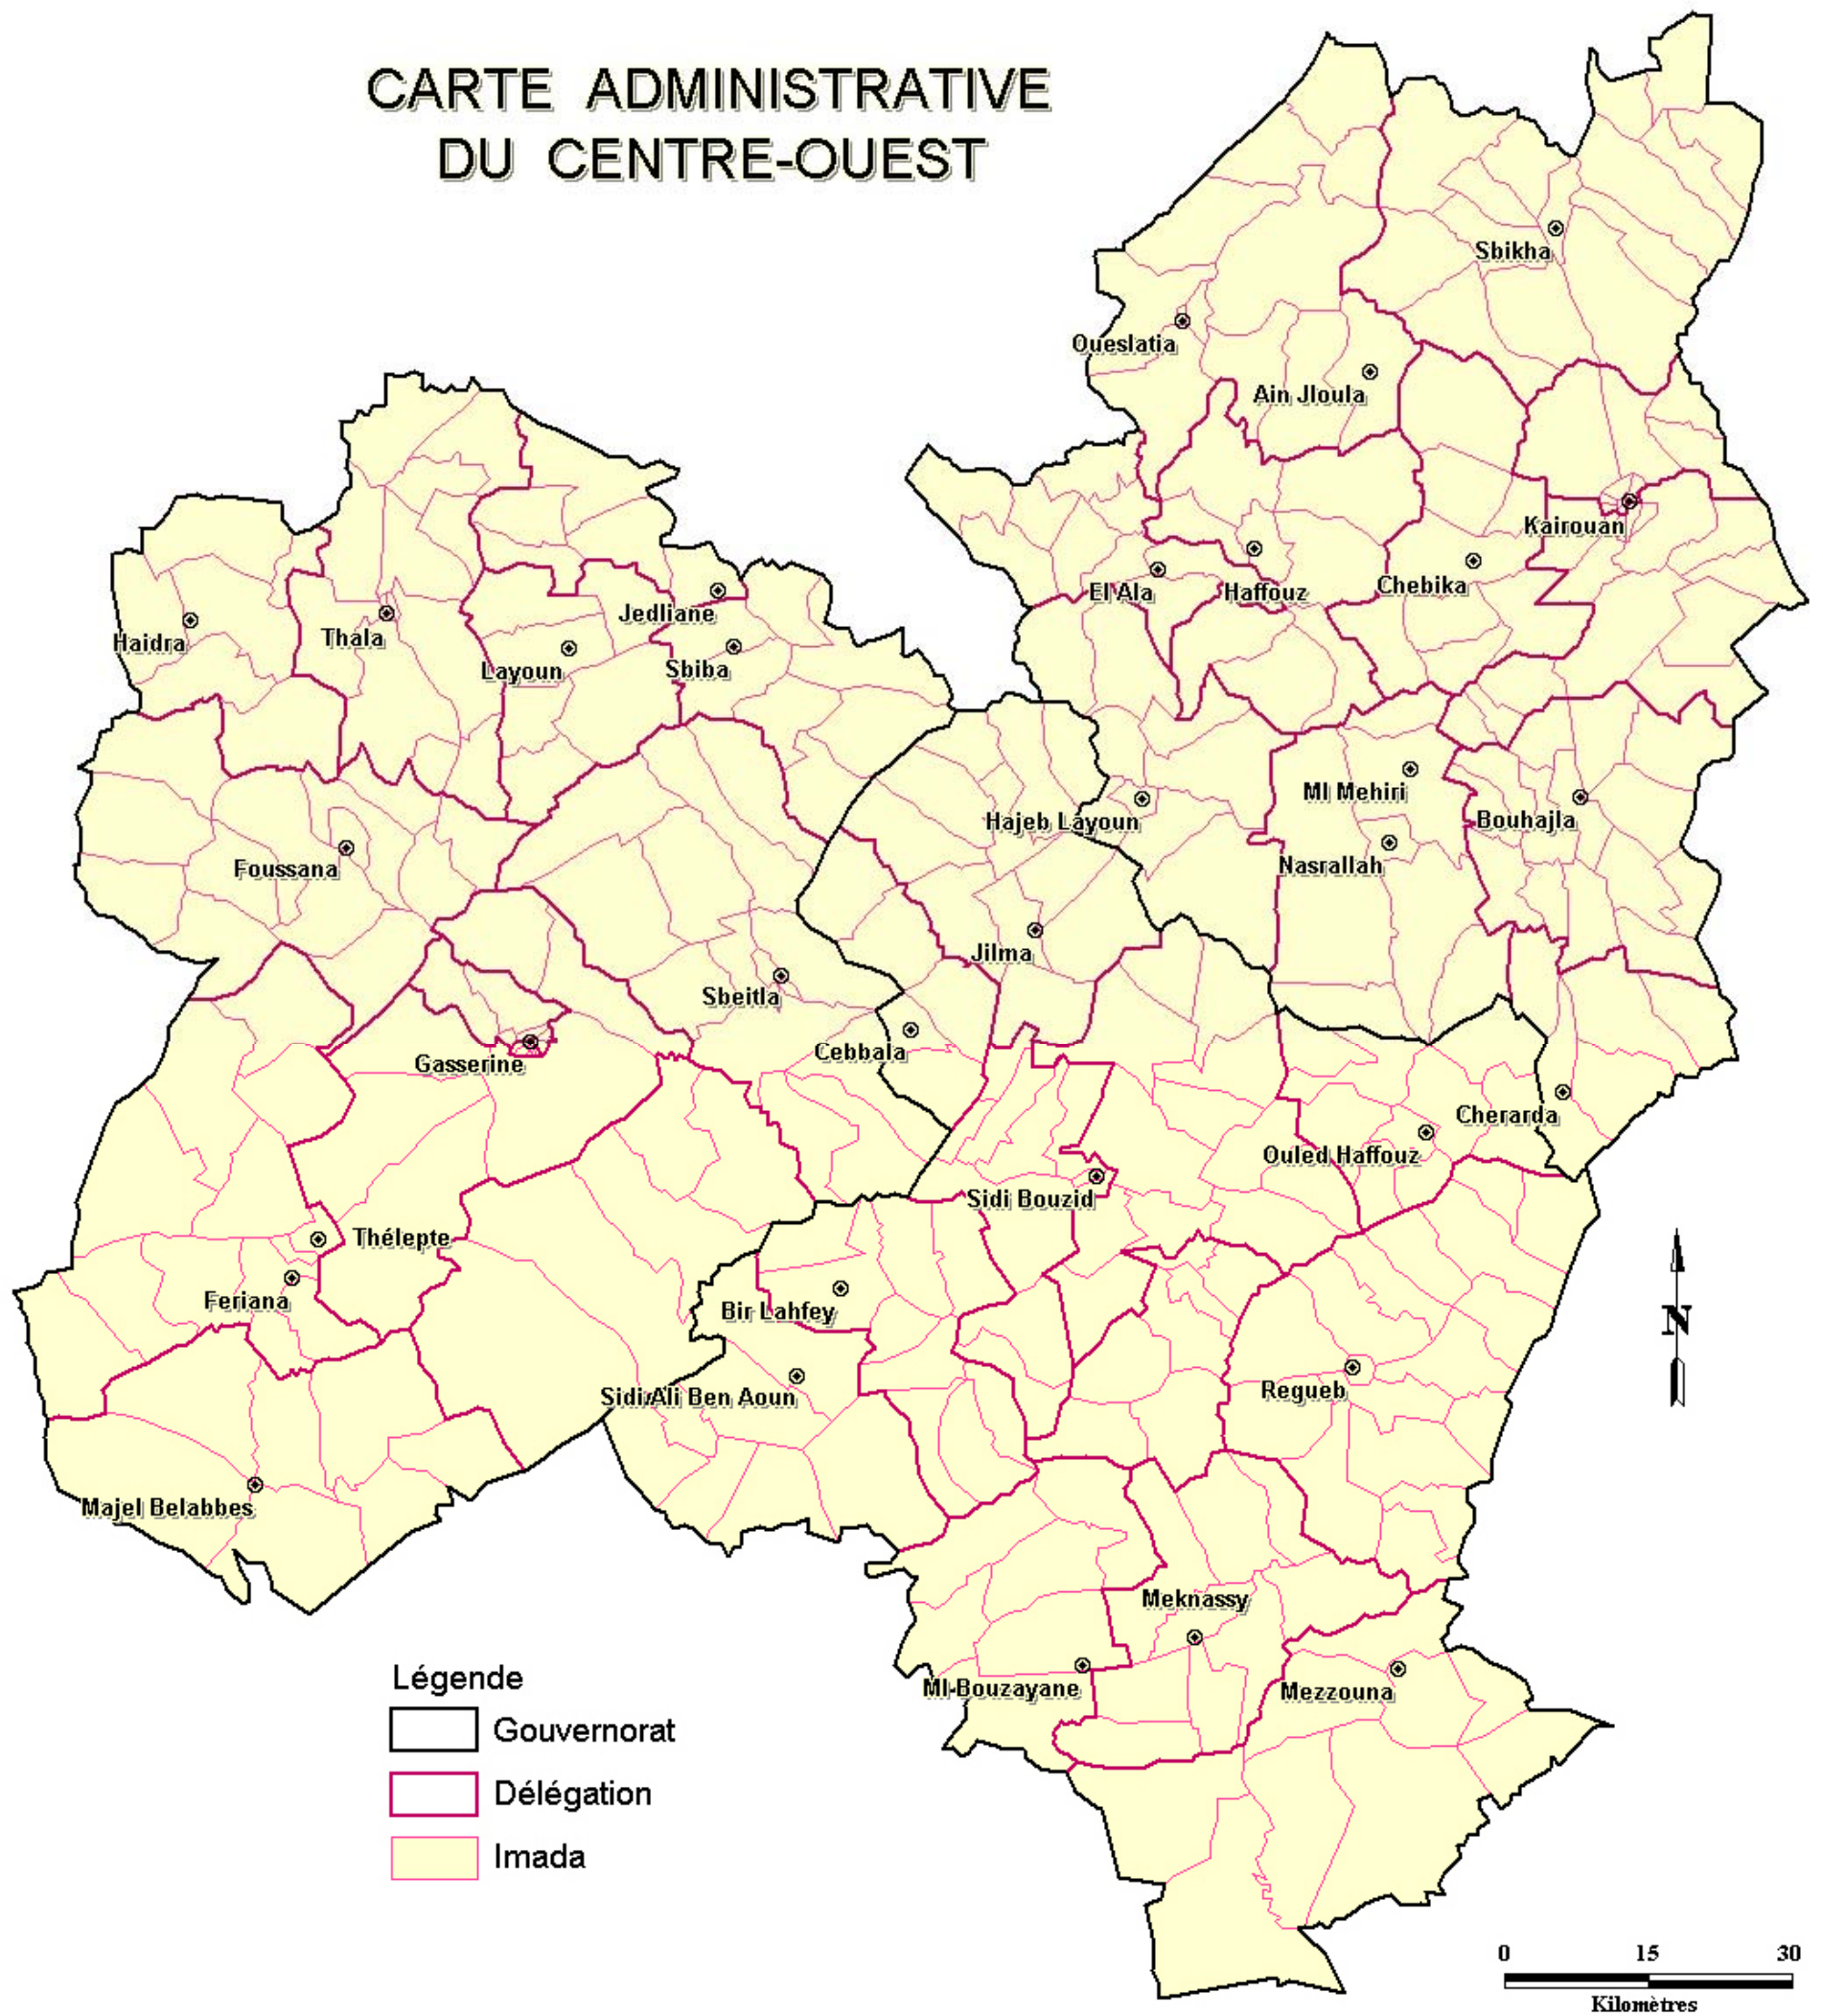 CARTE ADMINISTRATIVE
DU CENTRE-OUEST
Sbikha
Oueslatia
Ain Jloula
Kairouan
El Ala
Haffouz
Chebika
Jedliane
Haidra
Thala
Layoun
Sbiba
Hajeb Layoun
Ml Mehiri
Bouhajla
Nasrallah
Foussana
Jilma
Sbeitla
Cebbala
Gasserine
Cherarda
Ouled Haffouz
Sidi Bouzid
Thélepte
Feriana
Bir Lahfey
Regueb
Sidi Ali Ben Aoun
N
Majel Belabbes
Meknassy
Ml Bouzayane
Mezzouna
Légende
Gouvernorat
Délégation
Imada
0 15 30
Kilomètres